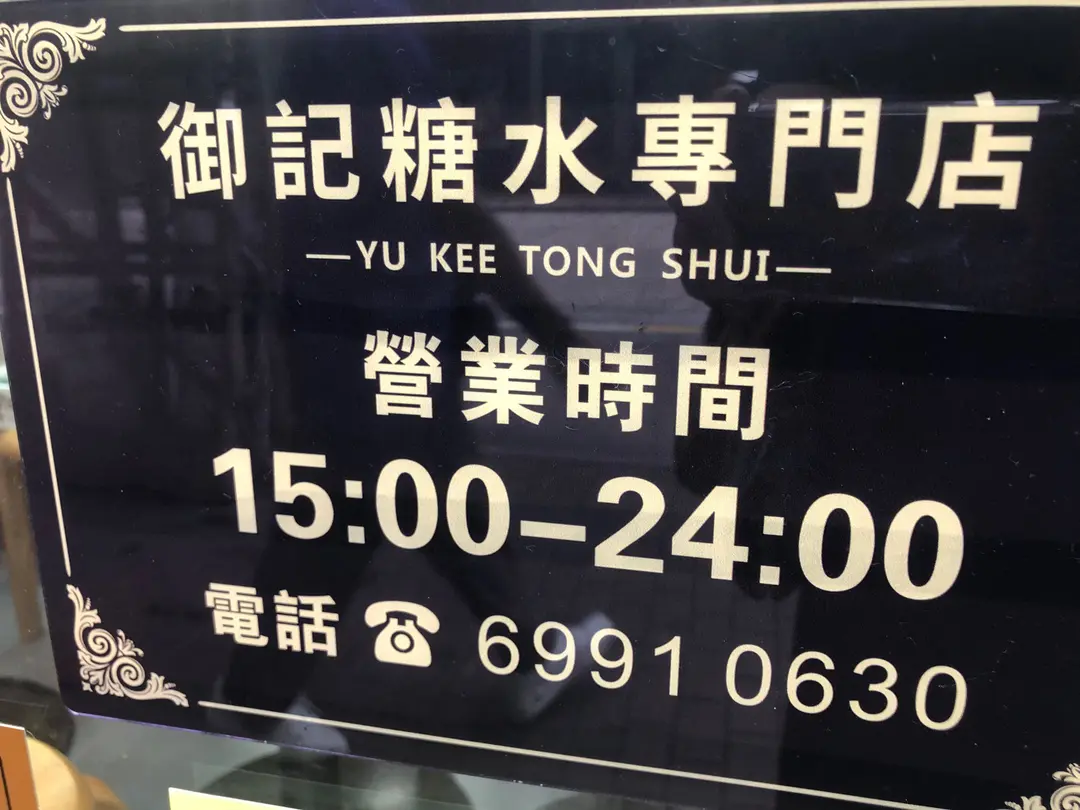 御記糖水專門店
—YU KEE TONG SHUI—
營業時間
15:00–24:00
電話 ☎ 6991 0630